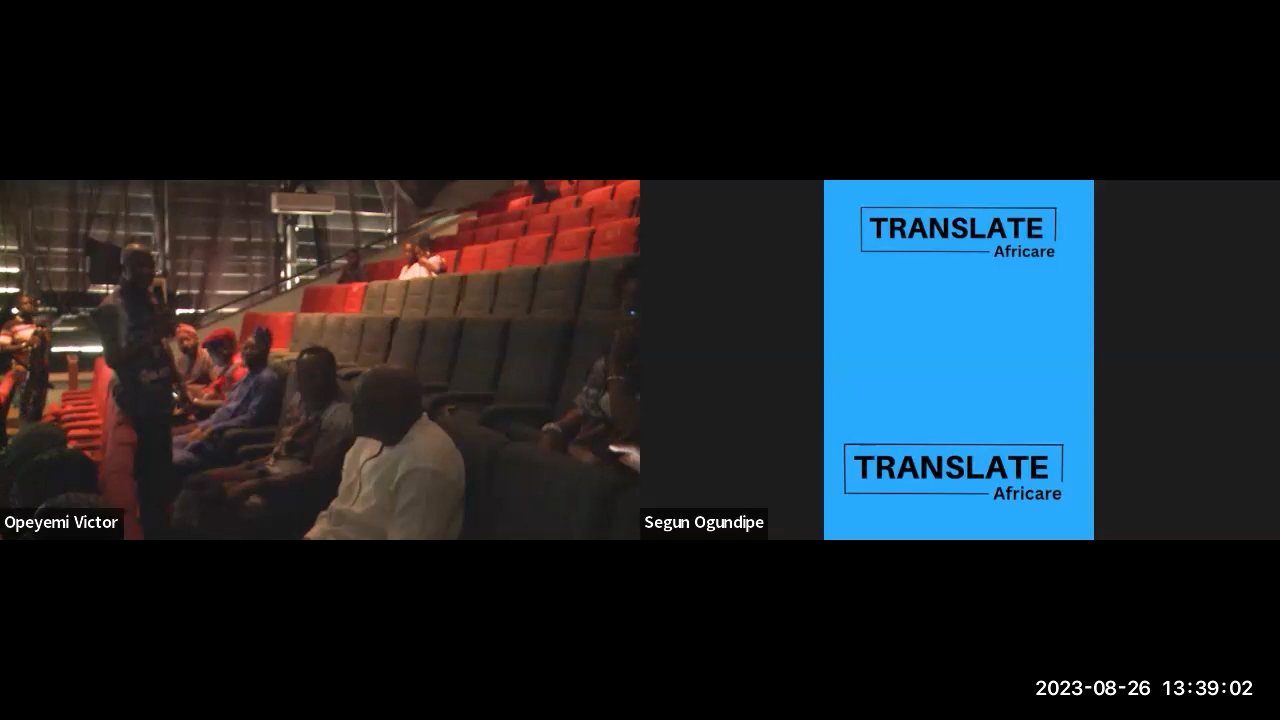 TRANSLATE
Africare
TRANSLATE
Africare
Opeyemi Victor
Segun Ogundipe
2023-08-26 13:39:02